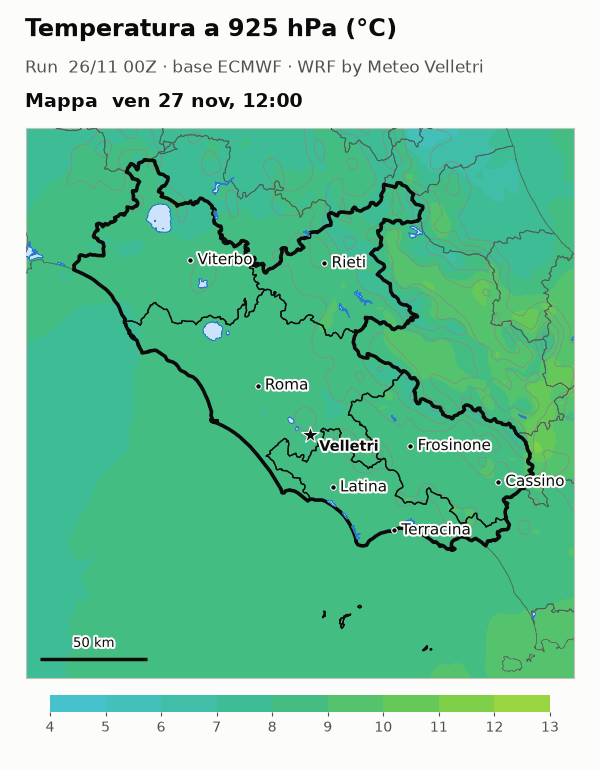 Temperatura a 925 hPa (°C)
Run  26/11 00Z · base ECMWF · WRF by Meteo Velletri
Mappa  ven 27 nov, 12:00
Viterbo
Rieti
Roma
Velletri
Frosinone
Cassino
Latina
Terracina
50 km
4 5 6 7 8 9 10 11 12 13